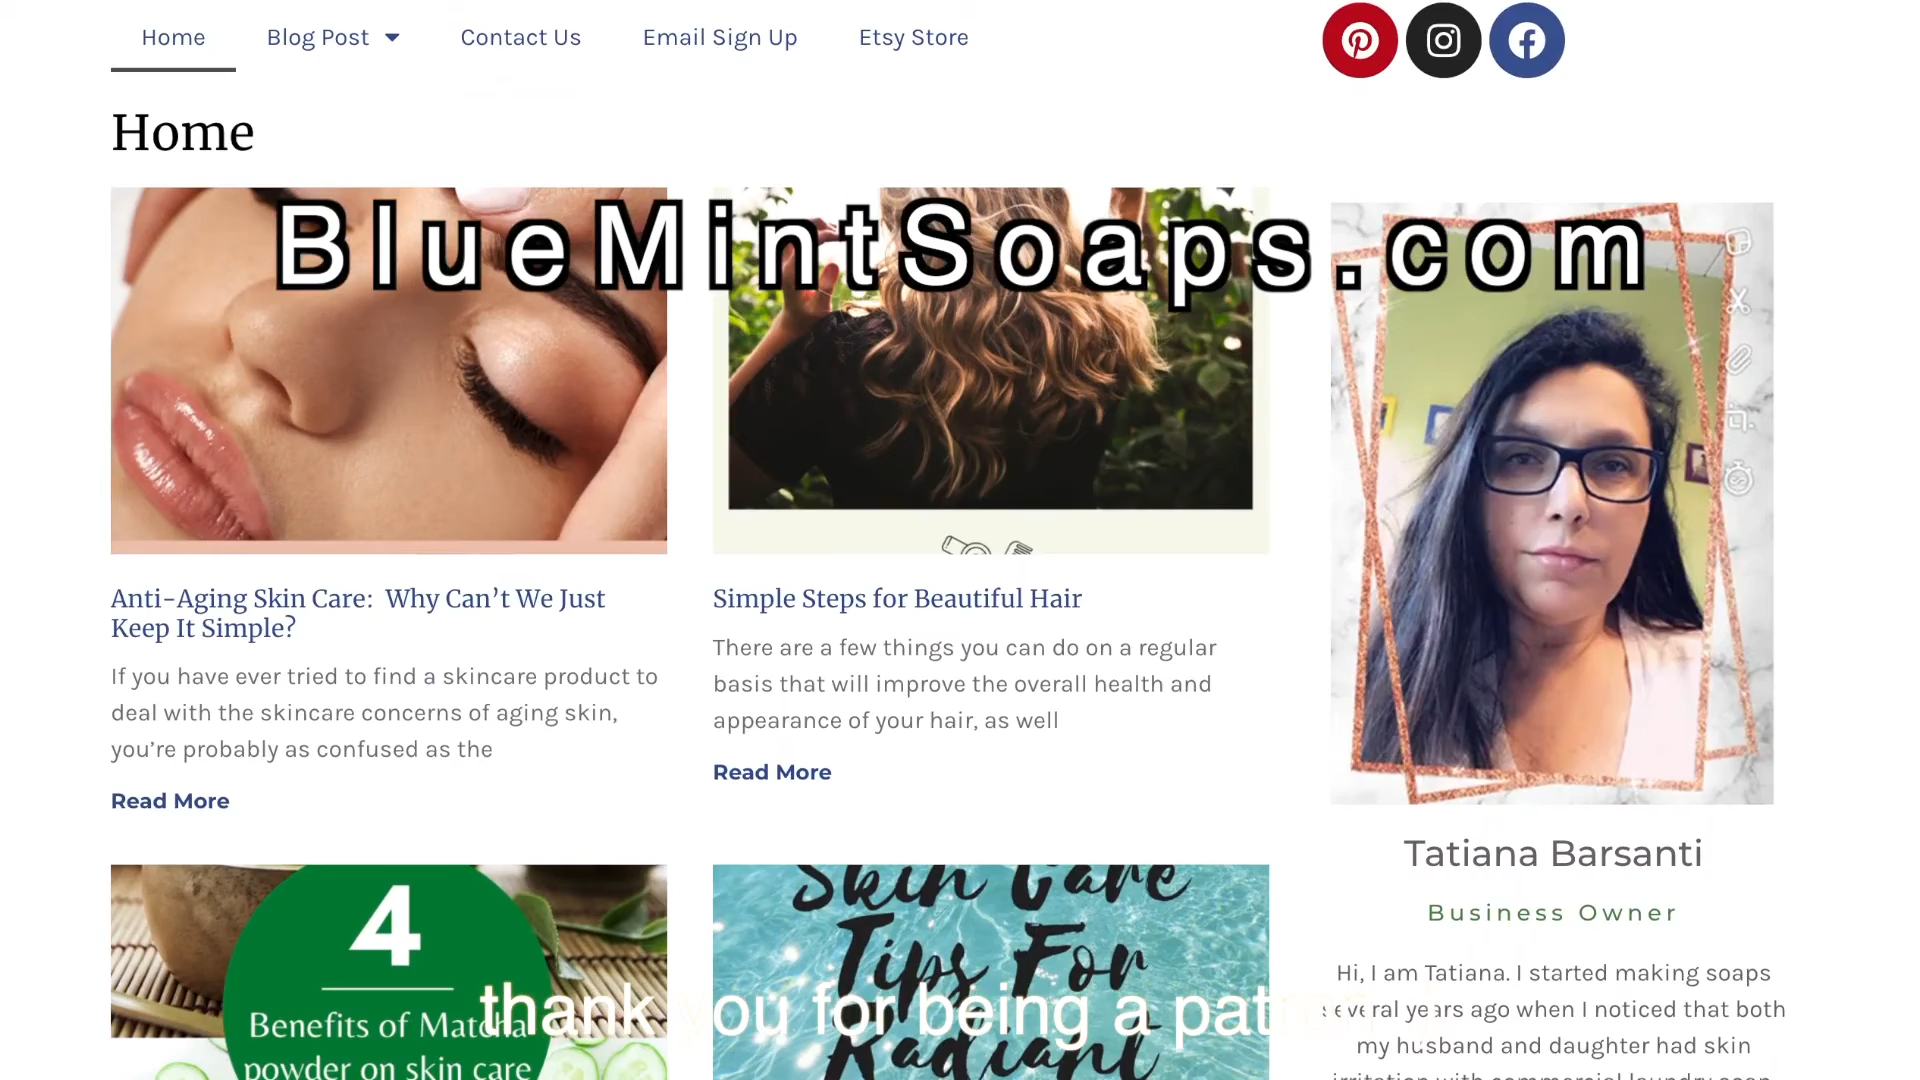 Home
Blog Post
Contact Us
Email Sign Up
Etsy Store
Home
BlueMintSoaps.com
Anti-Aging Skin Care: Why Can’t We Just
Keep It Simple?
If you have ever tried to find a skincare product to
deal with the skincare concerns of aging skin,
you’re probably as confused as the
Read More
Simple Steps for Beautiful Hair
There are a few things you can do on a regular
basis that will improve the overall health and
appearance of your hair, as well
Read More
4
Benefits of Matcha
powder on skin care
Skin Care
Tips For
Radiant
thank you for being a patron
Tatiana Barsanti
Business Owner
Hi, I am Tatiana. I started making soaps
several years ago when I noticed that both
my husband and daughter had skin
irritation with commercial laundry soap